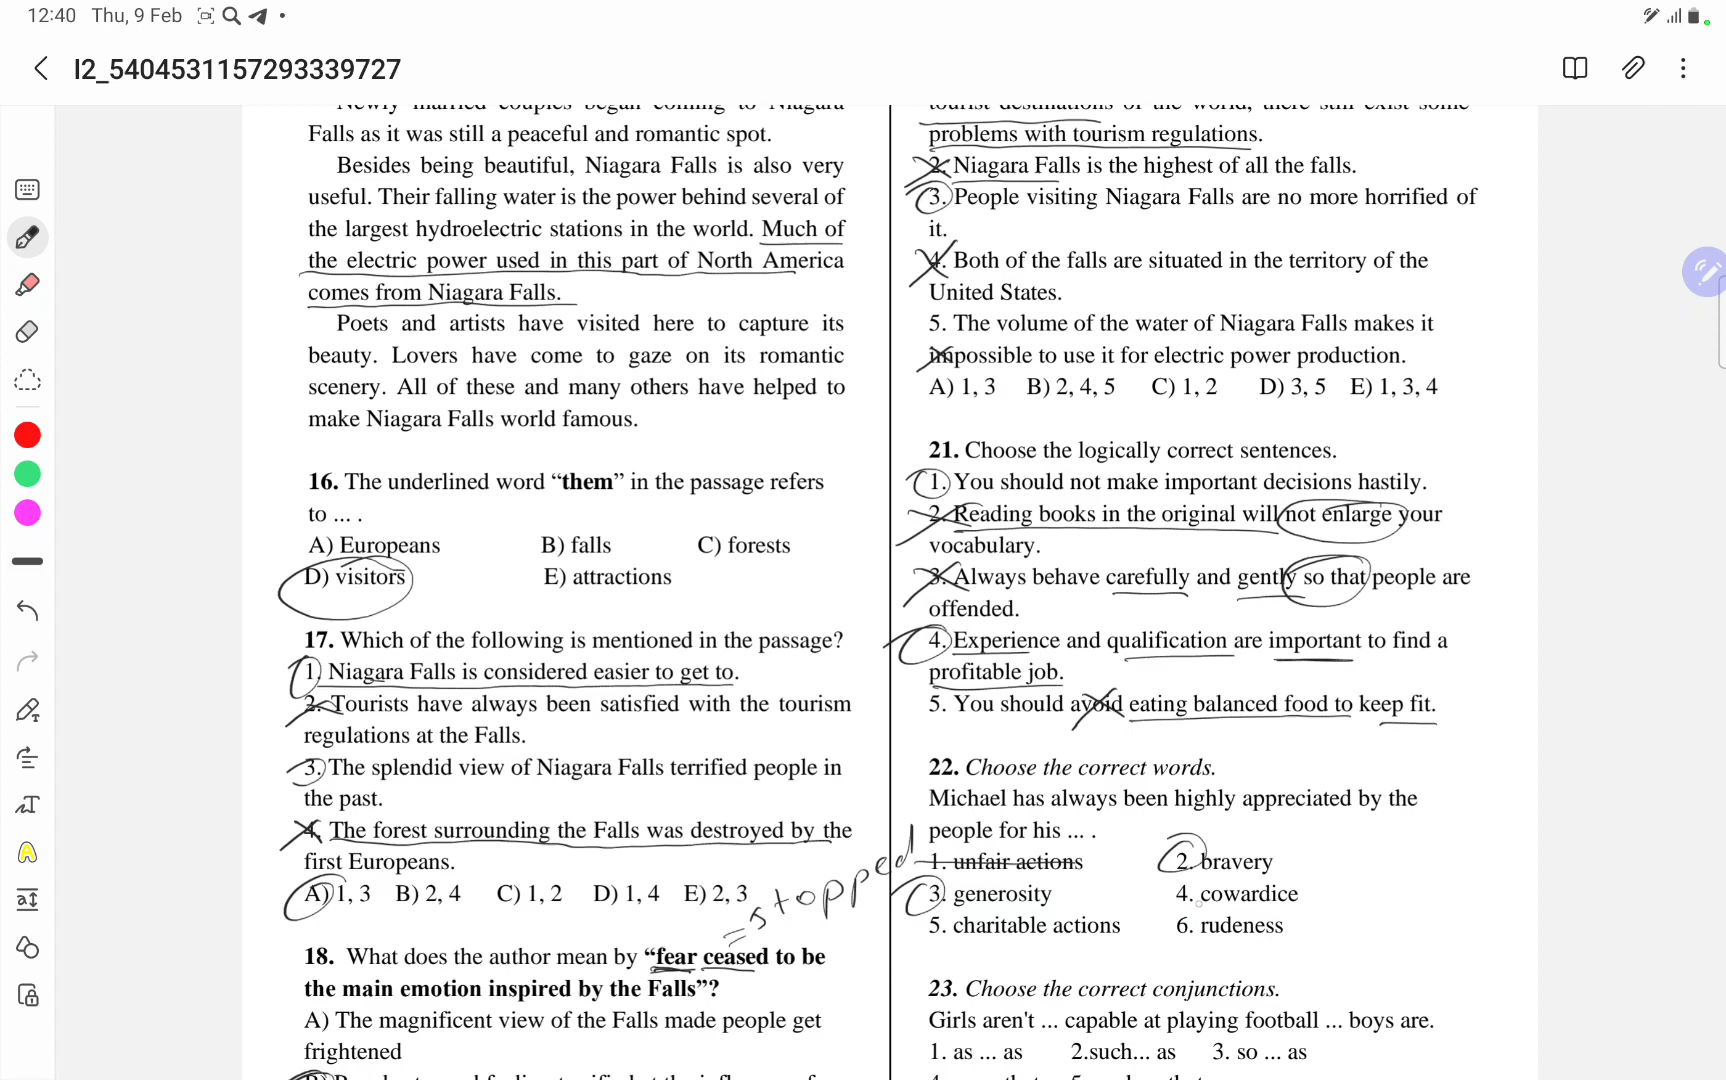 12:40 Thu, 9 Feb
I2_5404531157293339727
Newly married couples began coming to Niagara
Falls as it was still a peaceful and romantic spot.
Besides being beautiful, Niagara Falls is also very
useful. Their falling water is the power behind several of
the largest hydroelectric stations in the world. Much of
the electric power used in this part of North America
comes from Niagara Falls.
Poets and artists have visited here to capture its
beauty. Lovers have come to gaze on its romantic
scenery. All of these and many others have helped to
make Niagara Falls world famous.
16. The underlined word “them” in the passage refers
to ... .
A) Europeans B) falls C) forests
D) visitors E) attractions
17. Which of the following is mentioned in the passage?
1. Niagara Falls is considered easier to get to.
2. Tourists have always been satisfied with the tourism
regulations at the Falls.
3. The splendid view of Niagara Falls terrified people in
the past.
4. The forest surrounding the Falls was destroyed by the
first Europeans.
A) 1, 3 B) 2, 4 C) 1, 2 D) 1, 4 E) 2, 3
= stopped
18. What does the author mean by “fear ceased to be
the main emotion inspired by the Falls”?
A) The magnificent view of the Falls made people get
frightened
tourist destinations of the world, there still exist some
problems with tourism regulations.
2. Niagara Falls is the highest of all the falls.
3. People visiting Niagara Falls are no more horrified of
it.
4. Both of the falls are situated in the territory of the
United States.
5. The volume of the water of Niagara Falls makes it
impossible to use it for electric power production.
A) 1, 3 B) 2, 4, 5 C) 1, 2 D) 3, 5 E) 1, 3, 4
21. Choose the logically correct sentences.
1. You should not make important decisions hastily.
2. Reading books in the original will not enlarge your
vocabulary.
3. Always behave carefully and gently so that people are
offended.
4. Experience and qualification are important to find a
profitable job.
5. You should avoid eating balanced food to keep fit.
22. Choose the correct words.
Michael has always been highly appreciated by the
people for his ... .
1. unfair actions 2. bravery
3. generosity 4. cowardice
5. charitable actions 6. rudeness
23. Choose the correct conjunctions.
Girls aren't ... capable at playing football ... boys are.
1. as ... as 2.such... as 3. so ... as